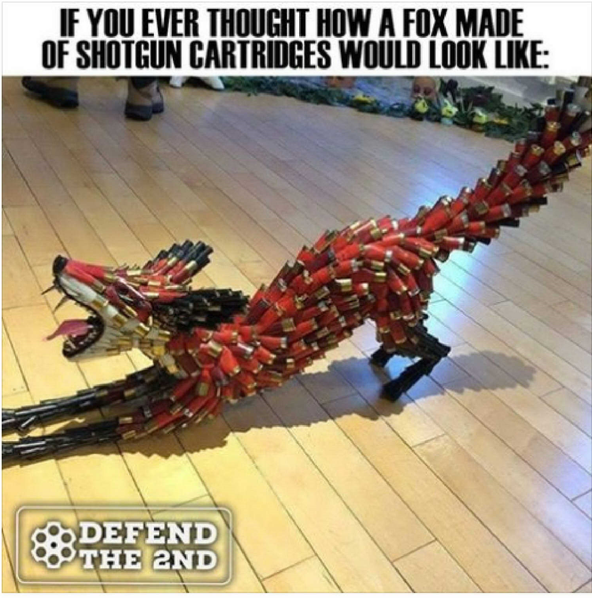 IF YOU EVER THOUGHT HOW A FOX MADE
OF SHOTGUN CARTRIDGES WOULD LOOK LIKE:
DEFEND
THE 2ND